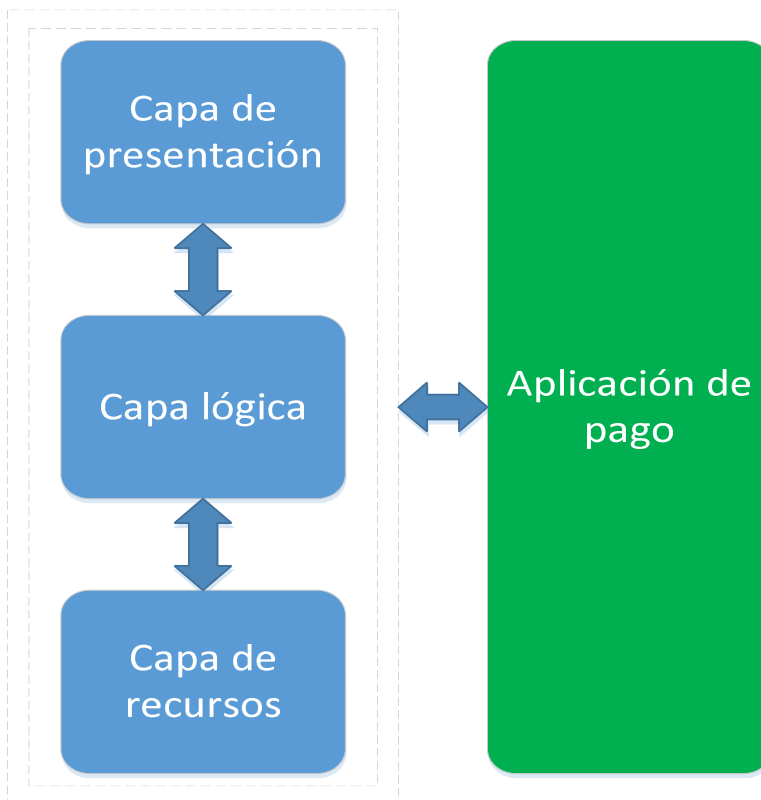 Capa de
presentación
Capa lógica
Aplicación de
pago
Capa de
recursos